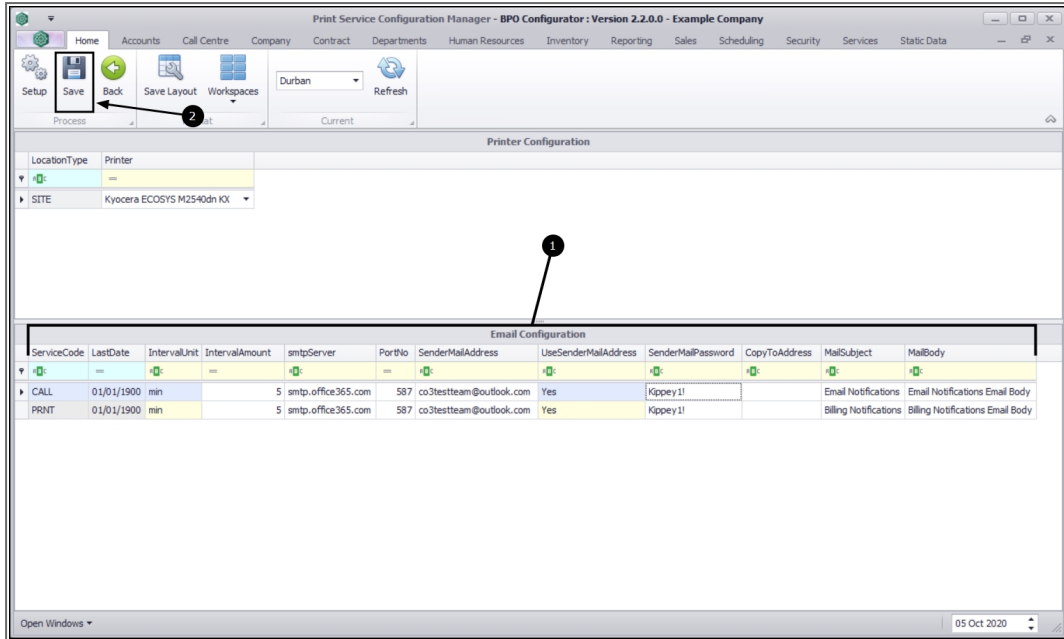 Print Service Configuration Manager - BPO Configurator : Version 2.2.0.0 - Example Company
Home Accounts Call Centre Company Contract Departments Human Resources Inventory Reporting Sales Scheduling Security Services Static Data
Setup Save Back Save Layout Workspaces Durban Refresh
2
Process at Current
Printer Configuration
LocationType Printer
SITE Kyocera ECOSYS M2540dn KX
1
Email Configuration
ServiceCode LastDate IntervalUnit IntervalAmount smtpServer PortNo SenderMailAddress UseSenderMailAddress SenderMailPassword CopyToAddress MailSubject MailBody
CALL 01/01/1900 min 5 smtp.office365.com 587 co3testteam@outlook.com Yes Kippey1! Email Notifications Email Notifications Email Body
PRNT 01/01/1900 min 5 smtp.office365.com 587 co3testteam@outlook.com Yes Kippey1! Billing Notifications Billing Notifications Email Body
Open Windows 05 Oct 2020